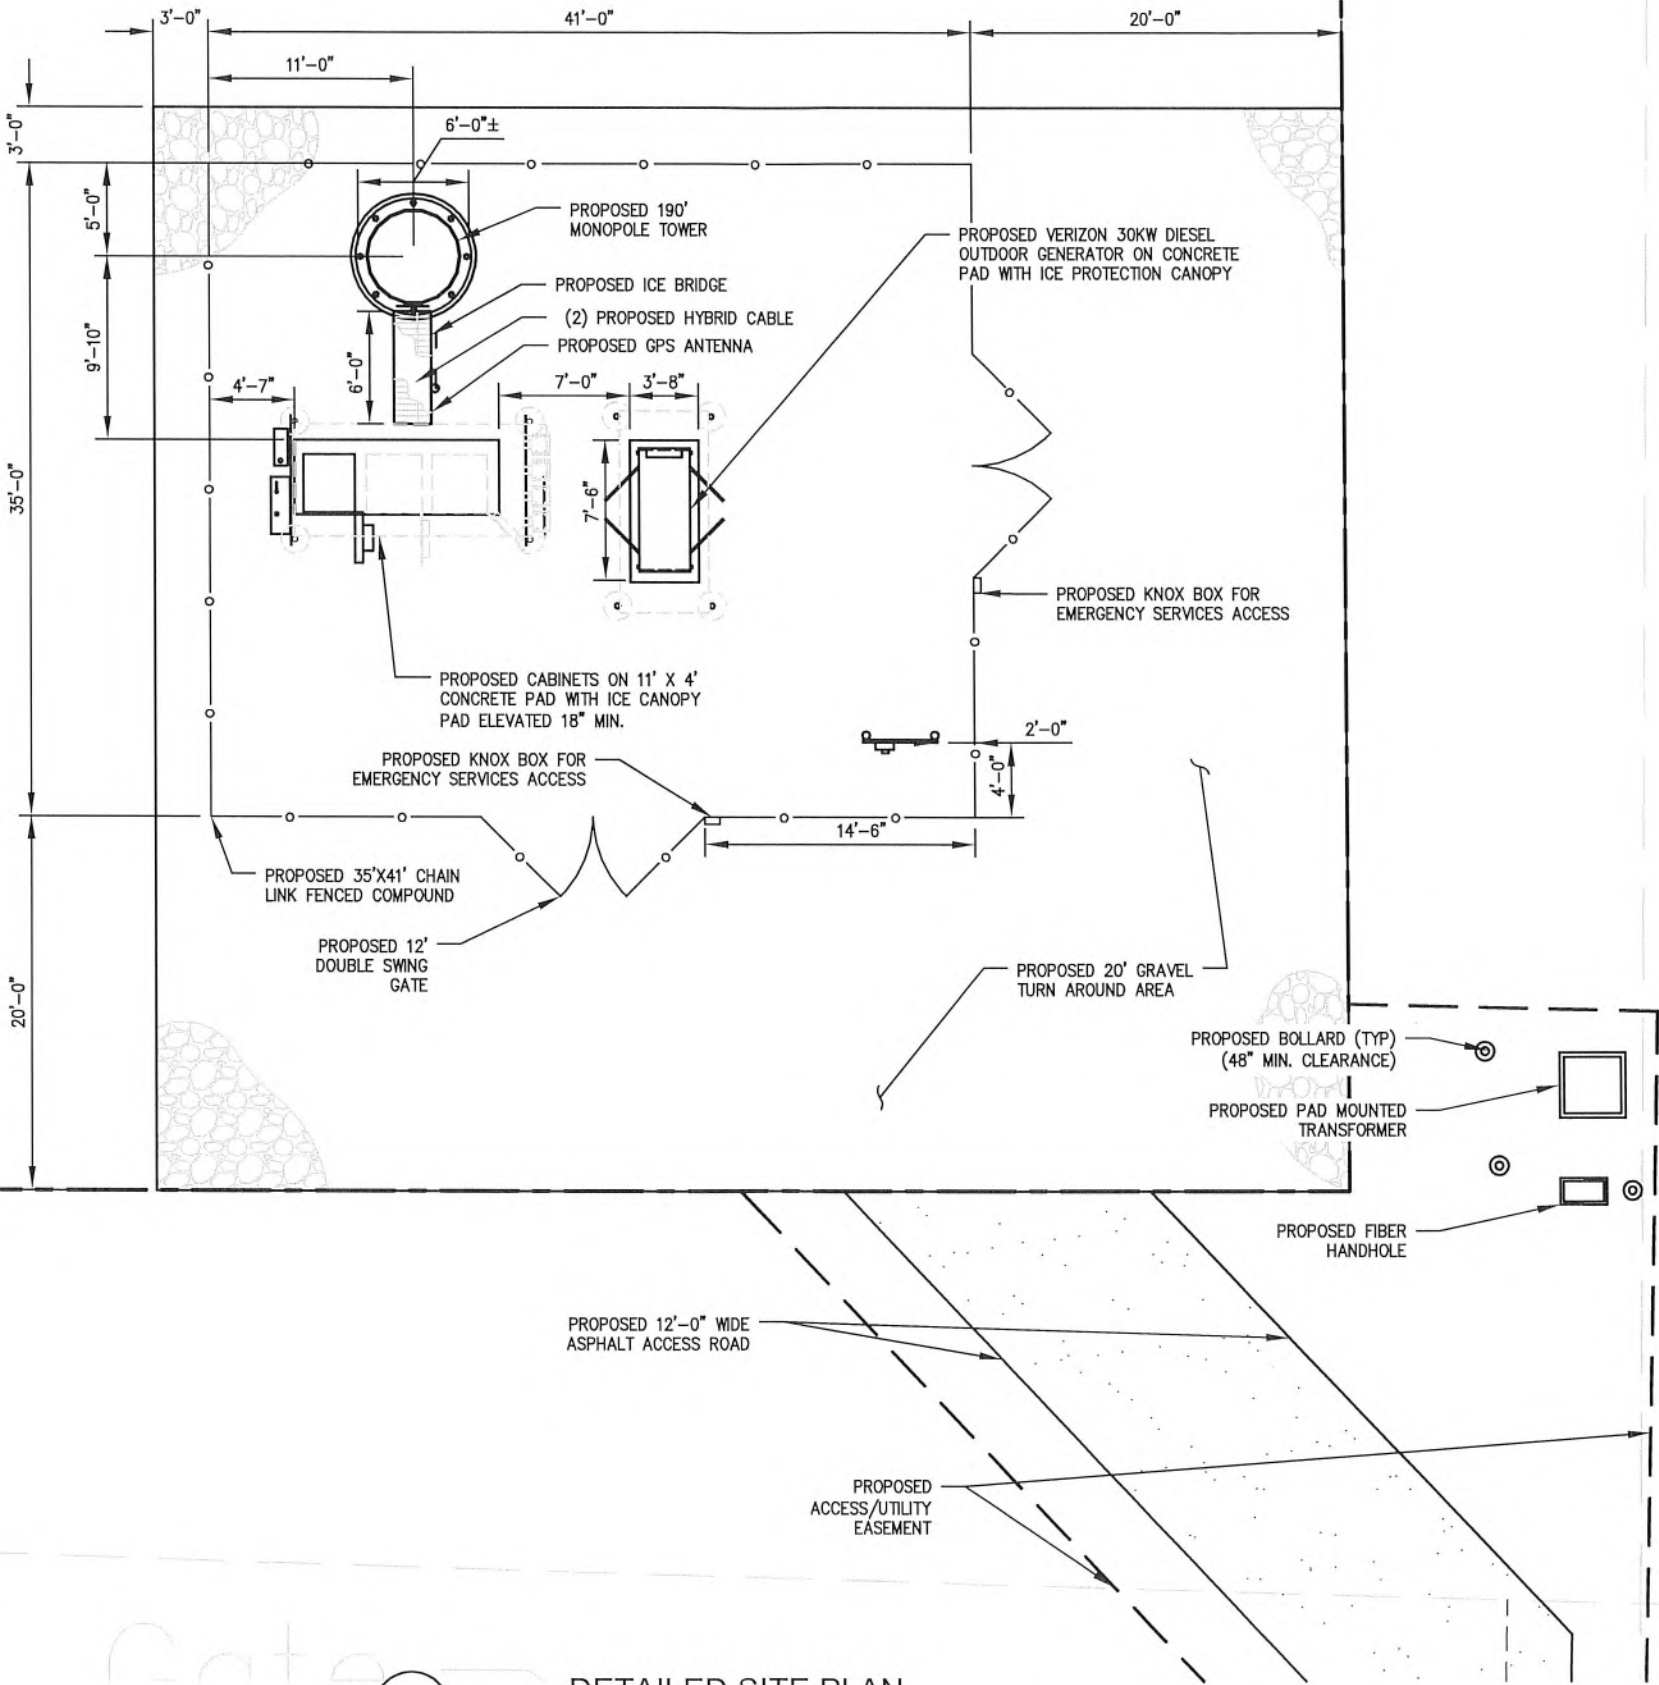 3'-0"
41'-0"
20'-0"
11'-0"
3'-0"
6'-0"±
5'-0"
PROPOSED 190'
MONOPOLE TOWER
PROPOSED VERIZON 30KW DIESEL
OUTDOOR GENERATOR ON CONCRETE
PAD WITH ICE PROTECTION CANOPY
PROPOSED ICE BRIDGE
(2) PROPOSED HYBRID CABLE
PROPOSED GPS ANTENNA
9'-10"
6'-0"
4'-7"
7'-0"
3'-8"
35'-0"
7'-6"
PROPOSED KNOX BOX FOR
EMERGENCY SERVICES ACCESS
PROPOSED CABINETS ON 11' X 4'
CONCRETE PAD WITH ICE CANOPY
PAD ELEVATED 18" MIN.
2'-0"
4'-0"
PROPOSED KNOX BOX FOR
EMERGENCY SERVICES ACCESS
14'-6"
PROPOSED 35'X41' CHAIN
LINK FENCED COMPOUND
PROPOSED 12'
DOUBLE SWING
GATE
20'-0"
PROPOSED 20' GRAVEL
TURN AROUND AREA
PROPOSED BOLLARD (TYP)
(48" MIN. CLEARANCE)
PROPOSED PAD MOUNTED
TRANSFORMER
PROPOSED FIBER
HANDHOLE
PROPOSED 12'-0" WIDE
ASPHALT ACCESS ROAD
PROPOSED
ACCESS/UTILITY
EASEMENT
Gate
DETAILED SITE PLAN